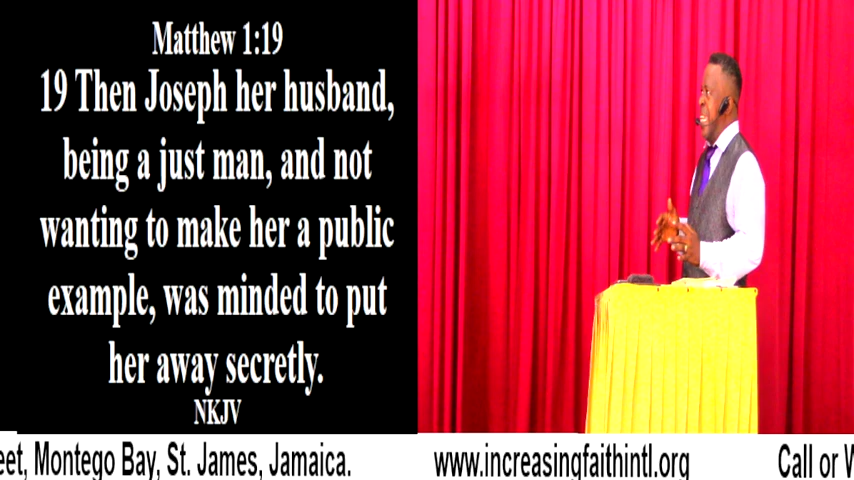 Matthew 1:19
19 Then Joseph her husband,
being a just man, and not
wanting to make her a public
example, was minded to put
her away secretly.
NKJV
Montego Bay, St. James, Jamaica. www.increasingfaithintl.org Call or